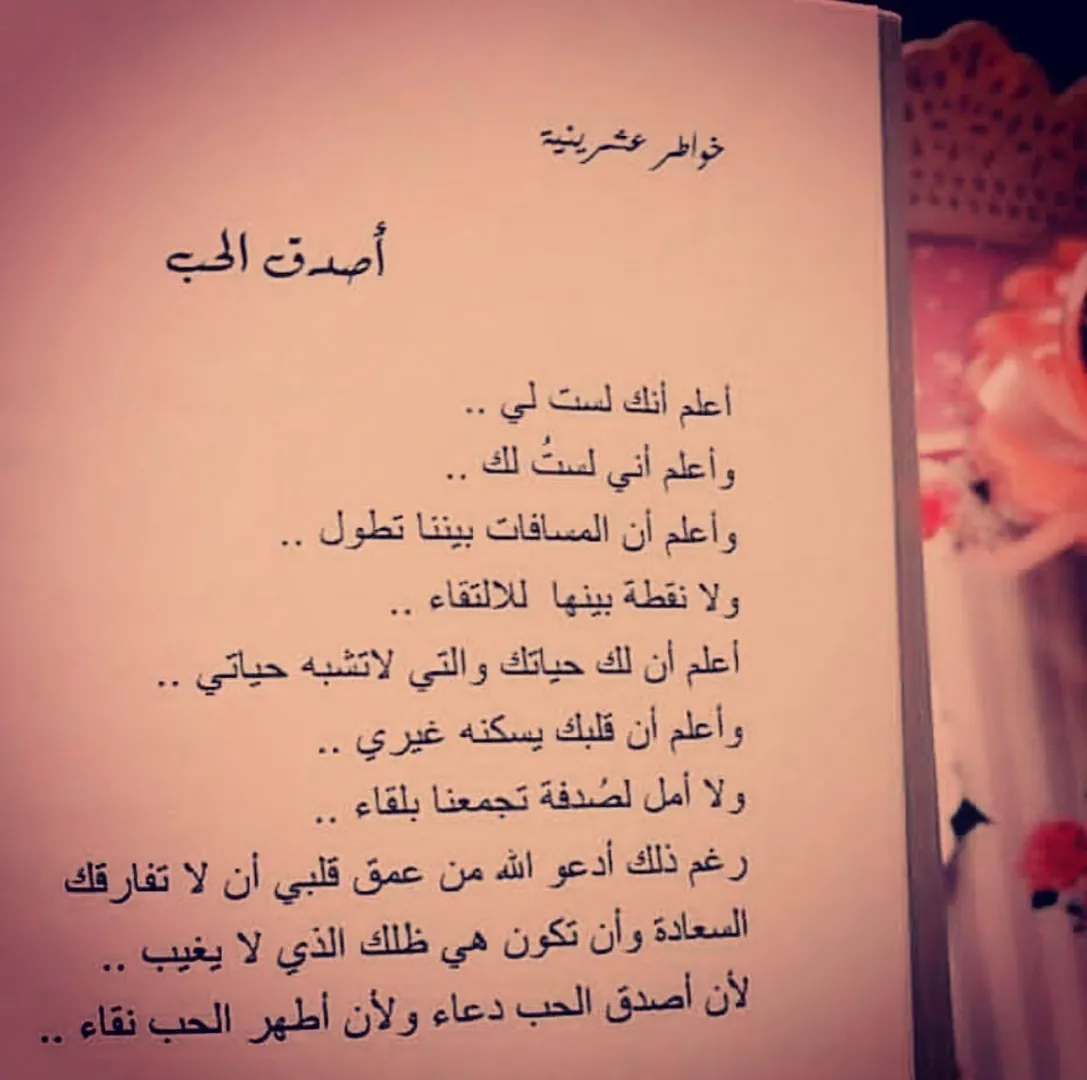 خواطر عشرينية
أصدق الحب
أعلم أنك لست لي ..
وأعلم أني لستُ لك ..
وأعلم أن المسافات بيننا تطول ..
ولا نقطة بينها للالتقاء ..
أعلم أن لك حياتك والتي لاتشبه حياتي ..
وأعلم أن قلبك يسكنه غيري ..
ولا أمل لصُدفة تجمعنا بلقاء ..
رغم ذلك أدعو الله من عمق قلبي أن لا تفارقك
السعادة وأن تكون هي ظلك الذي لا يغيب ..
لأن أصدق الحب دعاء ولأن أطهر الحب نقاء ..